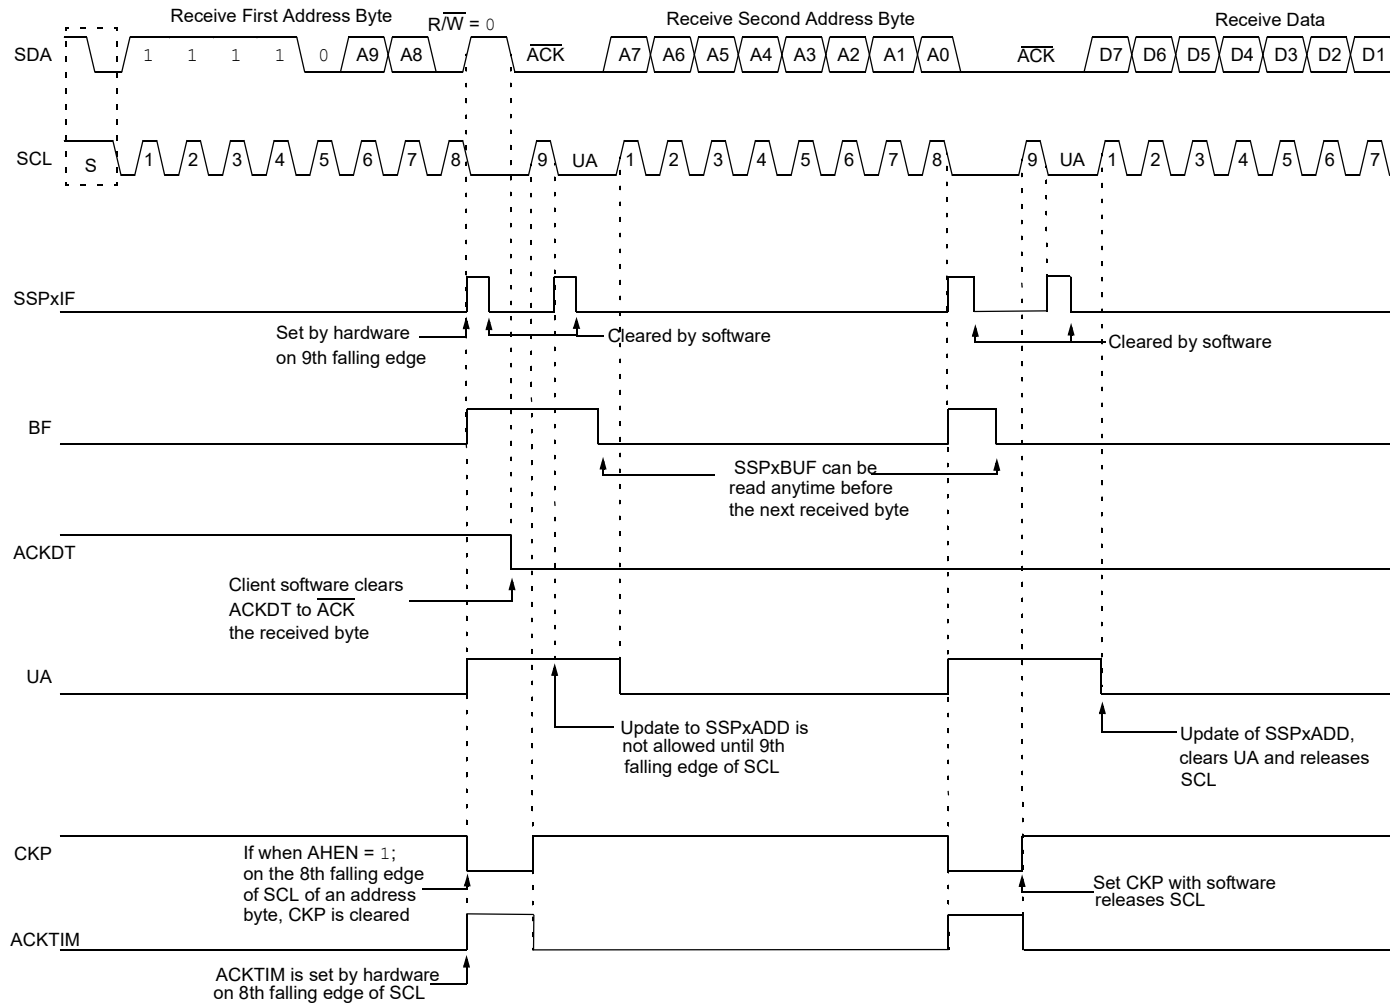 Receive First Address Byte
R/W = 0
Receive Second Address Byte
Receive Data
SDA
1 1 1 1 0 A9 A8
ACK
A7 A6 A5 A4 A3 A2 A1 A0
ACK
D7 D6 D5 D4 D3 D2 D1
SCL
S
1 2 3 4 5 6 7 8 9
UA
1 2 3 4 5 6 7 8 9
UA
1 2 3 4 5 6 7
SSPxIF
Set by hardware
on 9th falling edge
Cleared by software
Cleared by software
BF
SSPxBUF can be
read anytime before
the next received byte
ACKDT
Client software clears
ACKDT to ACK
the received byte
UA
Update to SSPxADD is
not allowed until 9th
falling edge of SCL
Update of SSPxADD,
clears UA and releases
SCL
CKP
If when AHEN = 1;
on the 8th falling edge
of SCL of an address
byte, CKP is cleared
Set CKP with software
releases SCL
ACKTIM
ACKTIM is set by hardware
on 8th falling edge of SCL